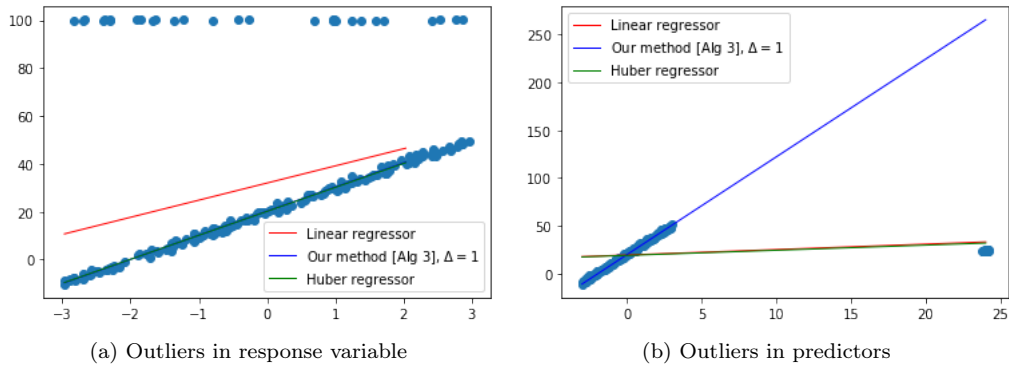 100
80
60
40
20
0
−3 −2 −1 0 1 2 3
Linear regressor
Our method [Alg 3], Δ = 1
Huber regressor
(a) Outliers in response variable
250
200
150
100
50
0
0 5 10 15 20 25
Linear regressor
Our method [Alg 3], Δ = 1
Huber regressor
(b) Outliers in predictors